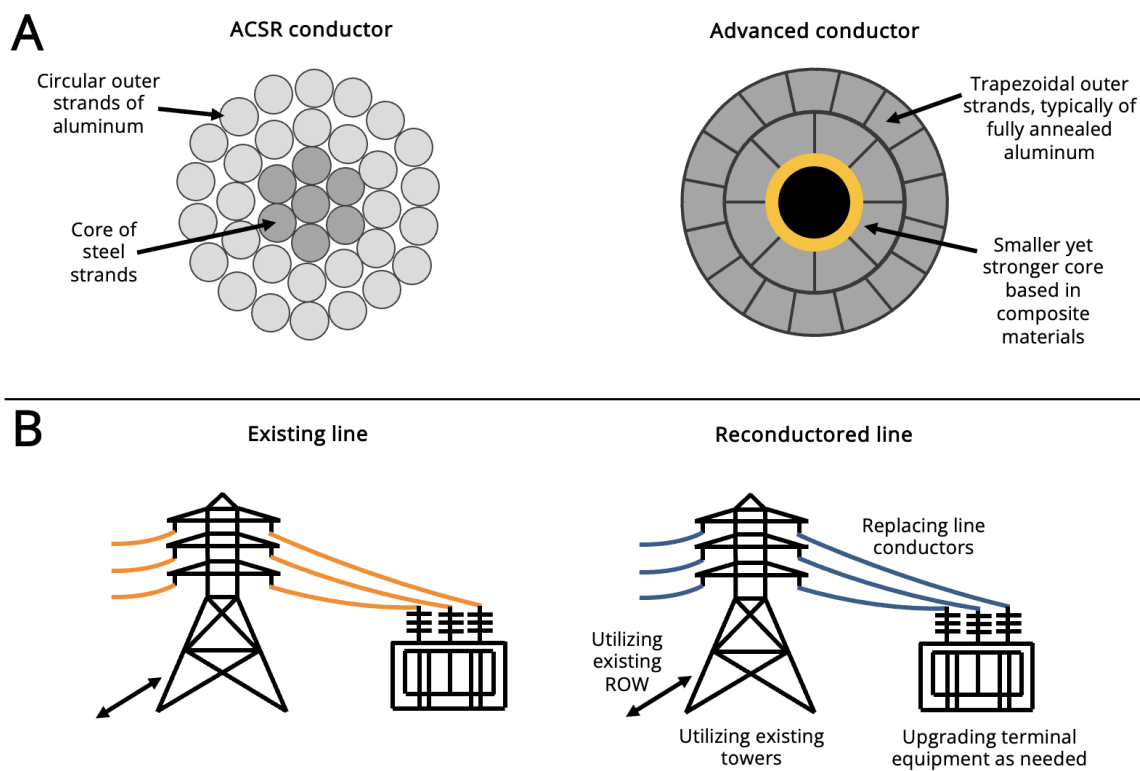 A
ACSR conductor
Circular outer
strands of
aluminum
Core of
steel
strands
Advanced conductor
Trapezoidal outer
strands, typically of
fully annealed
aluminum
Smaller yet
stronger core
based in
composite
materials
B
Existing line
Reconductored line
Replacing line
conductors
Utilizing
existing
ROW
Utilizing existing
towers
Upgrading terminal
equipment as needed